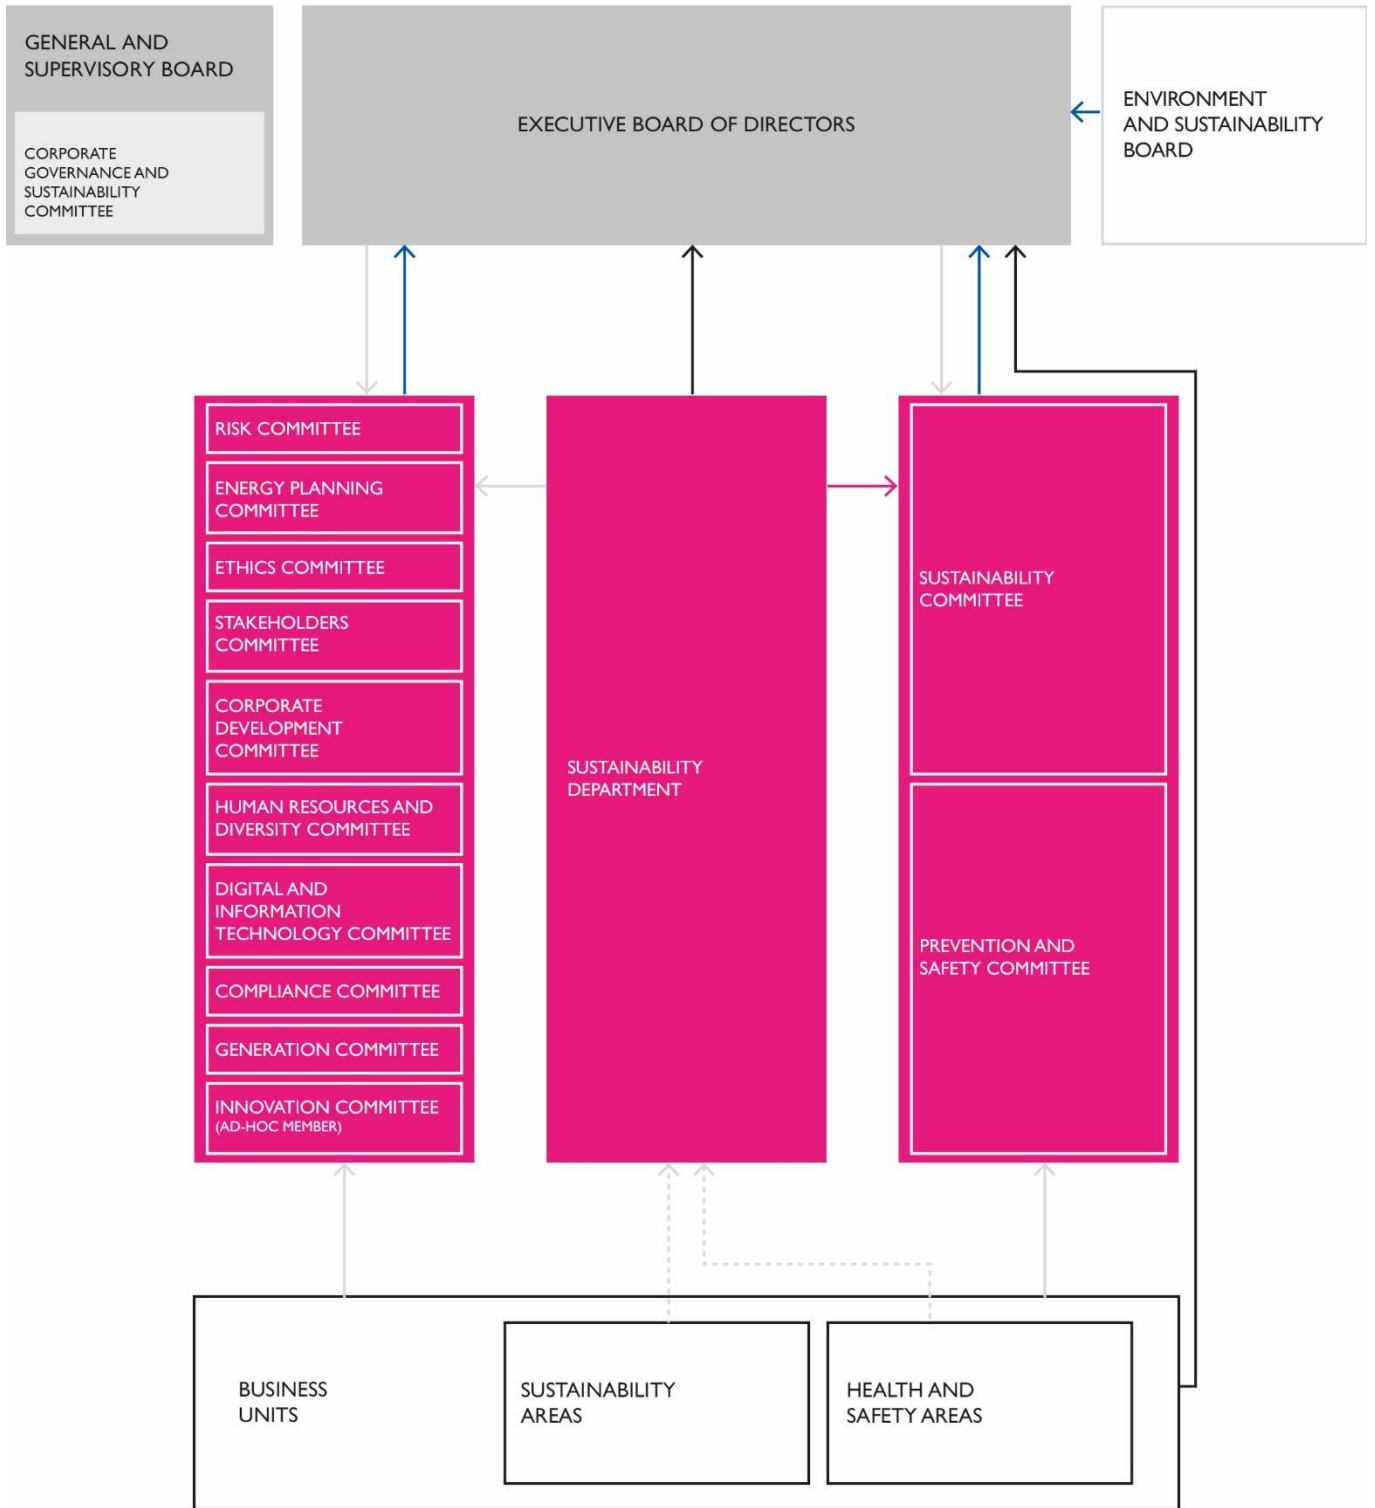 GENERAL AND
SUPERVISORY BOARD
CORPORATE
GOVERNANCE AND
SUSTAINABILITY
COMMITTEE
EXECUTIVE BOARD OF DIRECTORS
ENVIRONMENT
AND SUSTAINABILITY
BOARD
RISK COMMITTEE
ENERGY PLANNING
COMMITTEE
ETHICS COMMITTEE
STAKEHOLDERS
COMMITTEE
CORPORATE
DEVELOPMENT
COMMITTEE
HUMAN RESOURCES AND
DIVERSITY COMMITTEE
DIGITAL AND
INFORMATION
TECHNOLOGY COMMITTEE
COMPLIANCE COMMITTEE
GENERATION COMMITTEE
INNOVATION COMMITTEE
(AD-HOC MEMBER)
SUSTAINABILITY
DEPARTMENT
SUSTAINABILITY
COMMITTEE
PREVENTION AND
SAFETY COMMITTEE
BUSINESS
UNITS
SUSTAINABILITY
AREAS
HEALTH AND
SAFETY AREAS